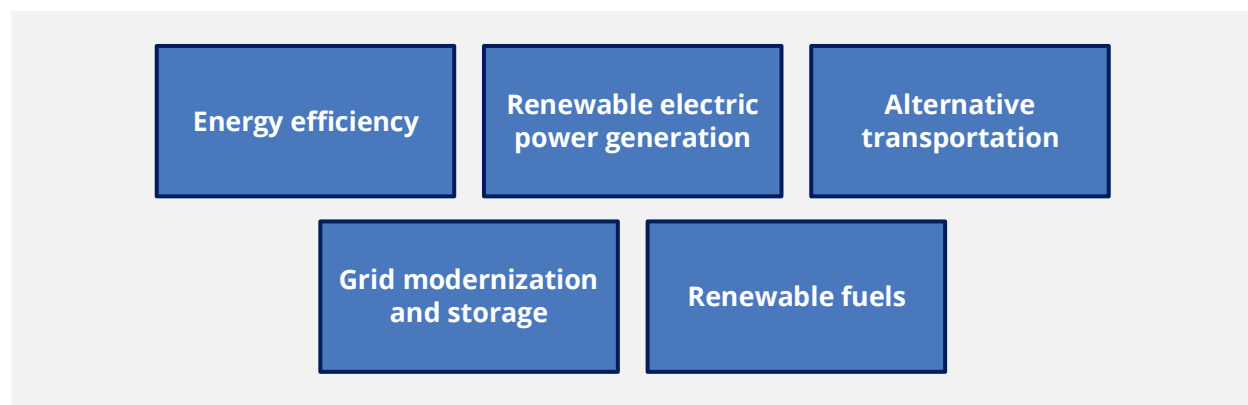 Energy efficiency
Renewable electric
power generation
Alternative
transportation
Grid modernization
and storage
Renewable fuels